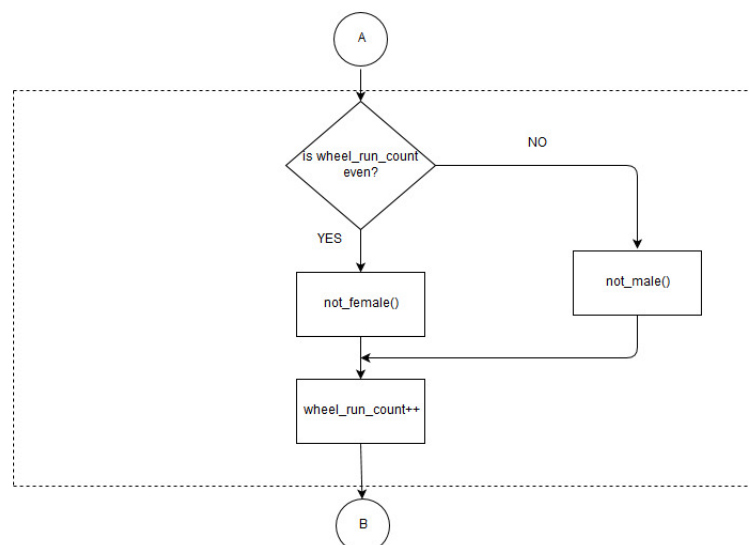 A
is wheel_run_count
even?
NO
YES
not_male()
not_female()
wheel_run_count++
B